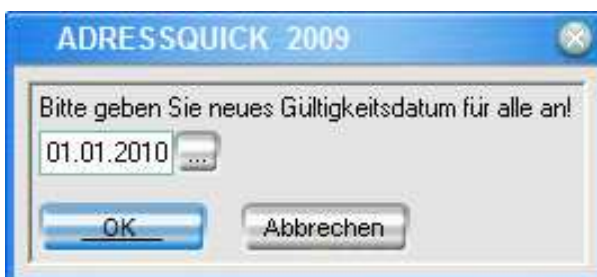 ADRESSQUICK 2009
Bitte geben Sie neues Gültigkeitsdatum für alle an!
01.01.2010 ...
OK Abbrechen